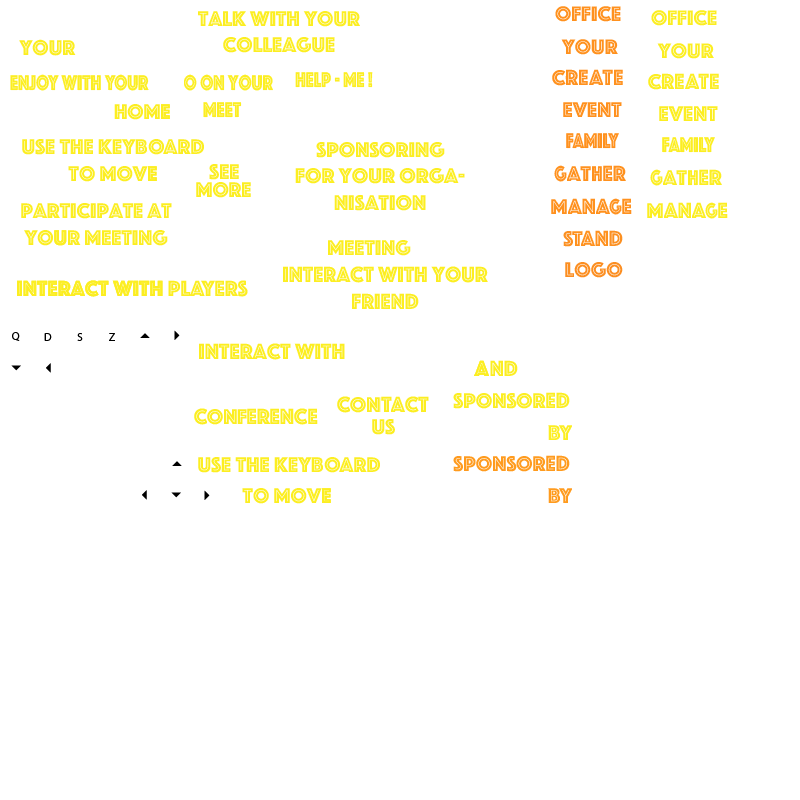 TALK WITH YOUR
COLLEAGUE
YOUR
ENJOY WITH YOUR
O ON YOUR
HELP - ME !
HOME
MEET
USE THE KEYBOARD
TO MOVE
SEE
MORE
PARTICIPATE AT
YOUR MEETING
INTERACT WITH PLAYERS
SPONSORING
FOR YOUR ORGA-
NISATION
MEETING
INTERACT WITH YOUR
FRIEND
OFFICE
YOUR
CREATE
EVENT
FAMILY
GATHER
MANAGE
STAND
LOGO
OFFICE
YOUR
CREATE
EVENT
FAMILY
GATHER
MANAGE
Q D S Z
INTERACT WITH
CONFERENCE
CONTACT
US
AND
SPONSORED
BY
USE THE KEYBOARD
TO MOVE
SPONSORED
BY